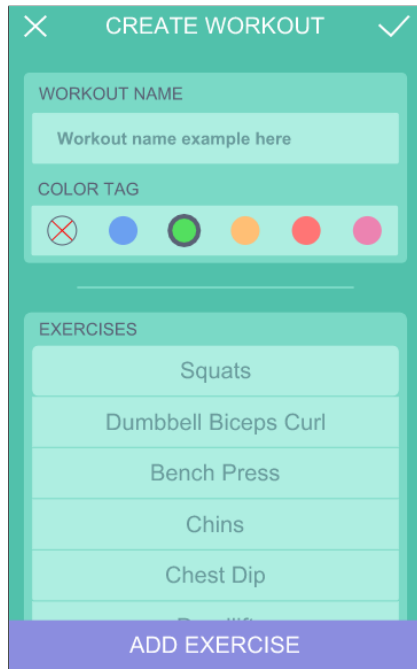 CREATE WORKOUT
WORKOUT NAME
Workout name example here
COLOR TAG
EXERCISES
Squats
Dumbbell Biceps Curl
Bench Press
Chins
Chest Dip
ADD EXERCISE